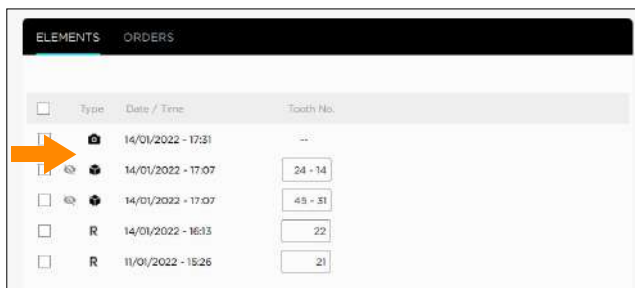 ELEMENTS ORDERS
Type Date / Time Tooth No.
14/01/2022 - 17:31 --
14/01/2022 - 17:07 24 - 14
14/01/2022 - 17:07 45 - 31
R 14/01/2022 - 16:13 22
R 11/01/2022 - 15:26 21